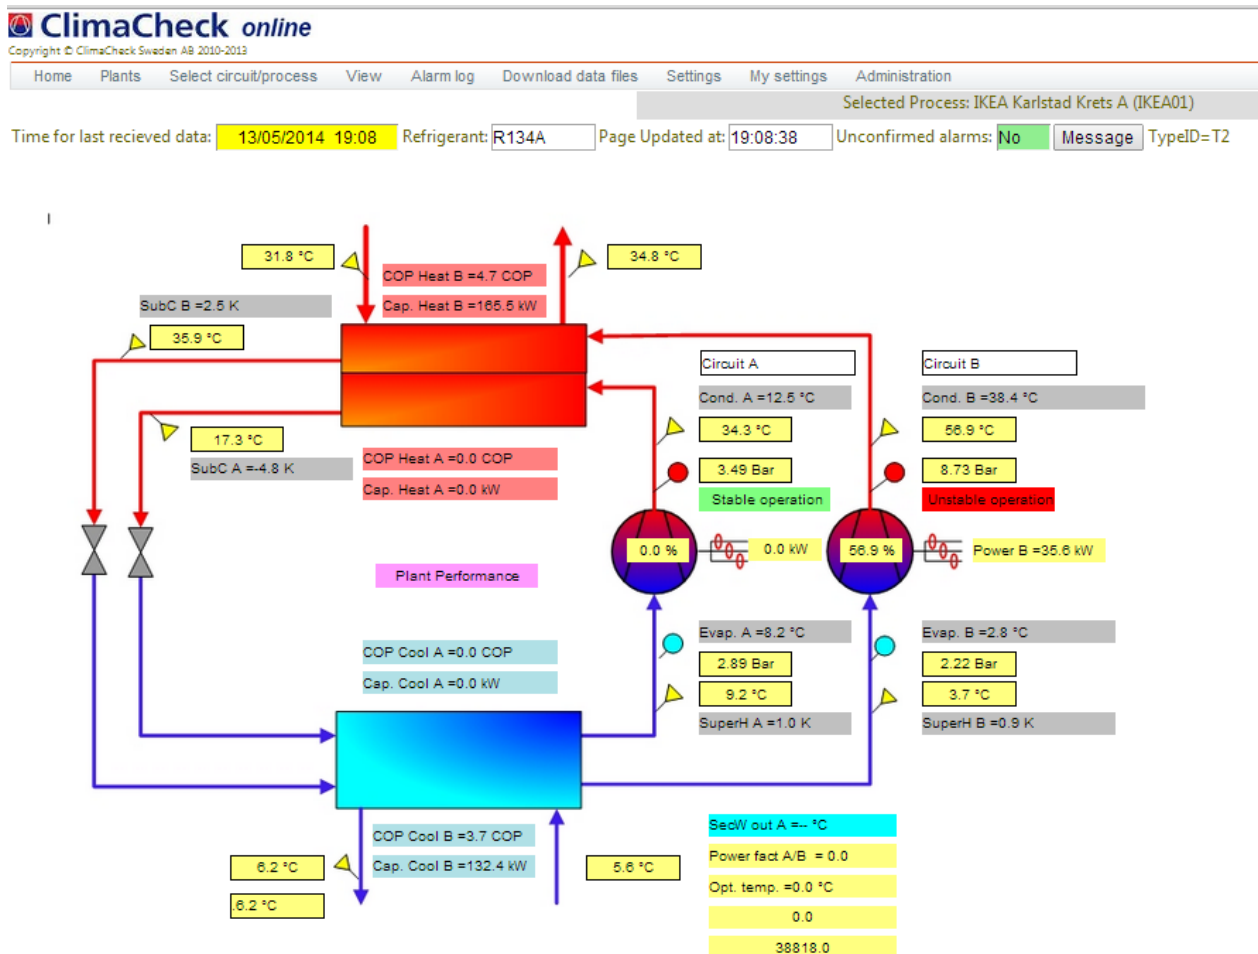 ClimaCheck online
Copyright © ClimaCheck Sweden AB 2010-2013
Home Plants Select circuit/process View Alarm log Download data files Settings My settings Administration
Selected Process: IKEA Karlstad Krets A (IKEA01)
Time for last recieved data: 13/05/2014 19:08 Refrigerant: R134A Page Updated at: 19:08:38 Unconfirmed alarms: No Message TypeID=T2
31.8 °C
34.8 °C
COP Heat B =4.7 COP
SubC B =2.5 K
Cap. Heat B =165.5 kW
35.9 °C
Circuit A
Circuit B
Cond. A =12.5 °C
Cond. B =38.4 °C
17.3 °C
34.3 °C
56.9 °C
SubC A =-4.8 K
COP Heat A =0.0 COP
3.49 Bar
8.73 Bar
Cap. Heat A =0.0 kW
Stable operation
Unstable operation
0.0 %
0.0 kW
56.9 %
Power B =35.6 kW
Plant Performance
COP Cool A =0.0 COP
Evap. A =8.2 °C
Evap. B =2.8 °C
2.89 Bar
2.22 Bar
Cap. Cool A =0.0 kW
9.2 °C
3.7 °C
SuperH A =1.0 K
SuperH B =0.9 K
COP Cool B =3.7 COP
SecW out A =-- °C
6.2 °C
Cap. Cool B =132.4 kW
5.6 °C
Power fact A/B = 0.0
Opt. temp. =0.0 °C
.6.2 °C
0.0
38818.0